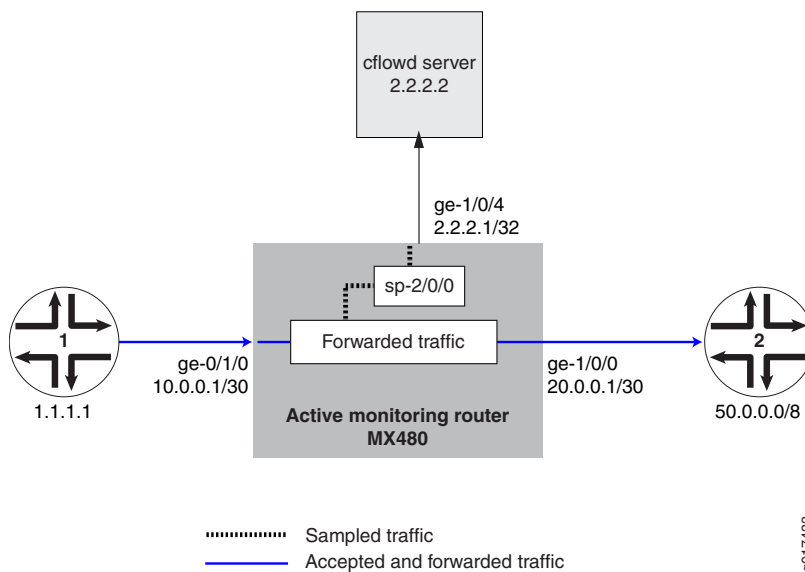 cflowd server
2.2.2.2
ge-1/0/4
2.2.2.1/32
sp-2/0/0
1
Forwarded traffic
2
ge-0/1/0
10.0.0.1/30
ge-1/0/0
20.0.0.1/30
1.1.1.1
Active monitoring router
MX480
50.0.0.0/8
Sampled traffic
Accepted and forwarded traffic